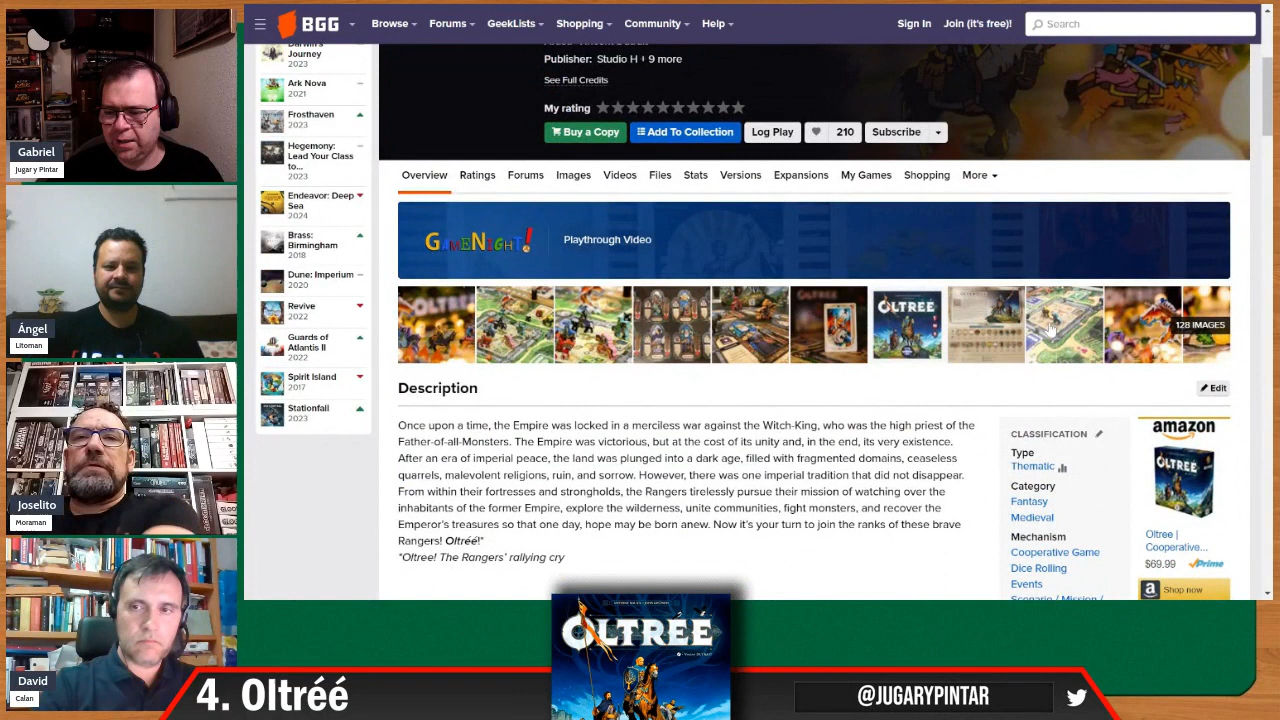 Gabriel
Jugar y Pintar
Ángel
Litoman
Joselito
Moraman
David
Calan
BGG
Browse
Forums
GeekLists
Shopping
Community
Help
Sign In
Join (it's free)!
Search
Darwin's
Journey
2023
Ark Nova
2021
Frosthaven
2023
Hegemony:
Lead Your Class
to...
2023
Endeavor: Deep
Sea
2024
Brass:
Birmingham
2018
Dune: Imperium
2020
Revive
2022
Guards of
Atlantis II
2022
Spirit Island
2017
Stationfall
2023
Publisher: Studio H + 9 more
See Full Credits
My rating
Buy a Copy
Add To Collection
Log Play
210
Subscribe
Overview
Ratings
Forums
Images
Videos
Files
Stats
Versions
Expansions
My Games
Shopping
More
GAMENIGHT!
Playthrough Video
OLTRÉÉ
128 IMAGES
Description
Edit
Once upon a time, the Empire was locked in a merciless war against the Witch-King, who was the high priest of the
Father-of-all-Monsters. The Empire was victorious, but at the cost of its unity and, in the end, its very existence.
After an era of imperial peace, the land was plunged into a dark age, filled with fragmented domains, ceaseless
quarrels, malevolent religions, ruin, and sorrow. However, there was one imperial tradition that did not disappear.
From within their fortresses and strongholds, the Rangers tirelessly pursue their mission of watching over the
inhabitants of the former Empire, explore the wilderness, unite communities, fight monsters, and recover the
Emperor's treasures so that one day, hope may be born anew. Now it's your turn to join the ranks of these brave
Rangers! Oltréé!*
*Oltree! The Rangers' rallying cry
CLASSIFICATION
Type
Thematic
Category
Fantasy
Medieval
Mechanism
Cooperative Game
Dice Rolling
Events
Scenario / Mission /
amazon
OLTRÉÉ
Oltree |
Cooperative...
$69.99
Prime
Shop now
OLTRÉÉ
4. Oltréé
@JUGARYPINTAR